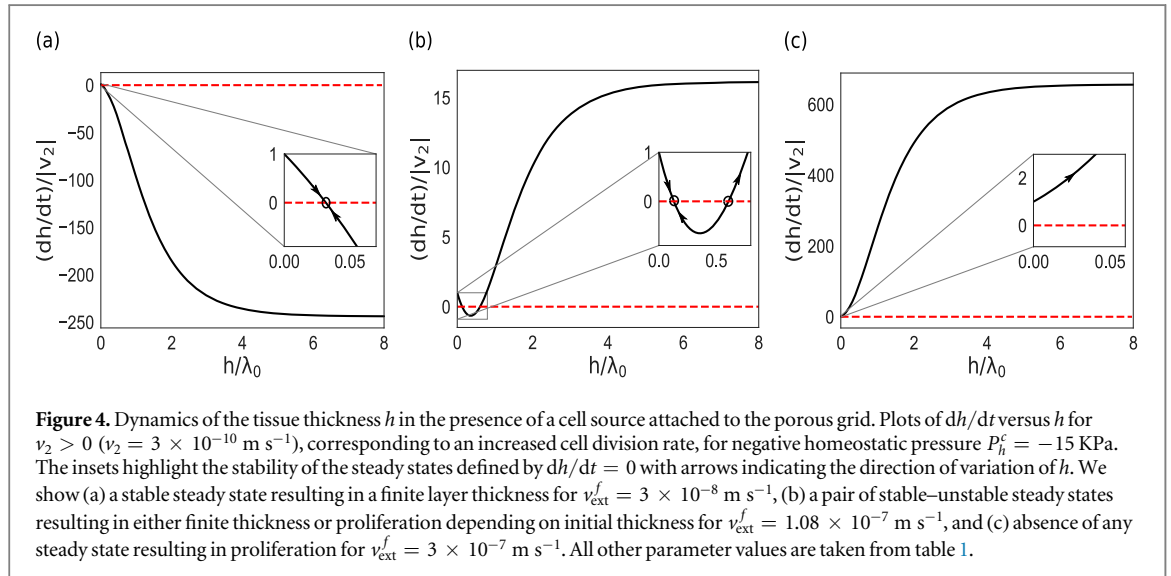 (a)
(b)
(c)
0
−50
−100
−150
−200
−250
(dh/dt)/|v2|
1
0
0.00
0.05
0
2
4
6
8
h/λ0
15
10
5
0
(dh/dt)/|v2|
1
0
0.0
0.5
0
2
4
6
8
h/λ0
600
400
200
0
(dh/dt)/|v2|
2
0
0.00
0.05
0
2
4
6
8
h/λ0
Figure 4. Dynamics of the tissue thickness h in the presence of a cell source attached to the porous grid. Plots of dh/dt versus h for
v2 > 0 (v2 = 3 × 10−10 m s−1), corresponding to an increased cell division rate, for negative homeostatic pressure Phc = −15 KPa.
The insets highlight the stability of the steady states defined by dh/dt = 0 with arrows indicating the direction of variation of h. We
show (a) a stable steady state resulting in a finite layer thickness for vextf = 3 × 10−8 m s−1, (b) a pair of stable–unstable steady states
resulting in either finite thickness or proliferation depending on initial thickness for vextf = 1.08 × 10−7 m s−1, and (c) absence of any
steady state resulting in proliferation for vextf = 3 × 10−7 m s−1. All other parameter values are taken from table 1.